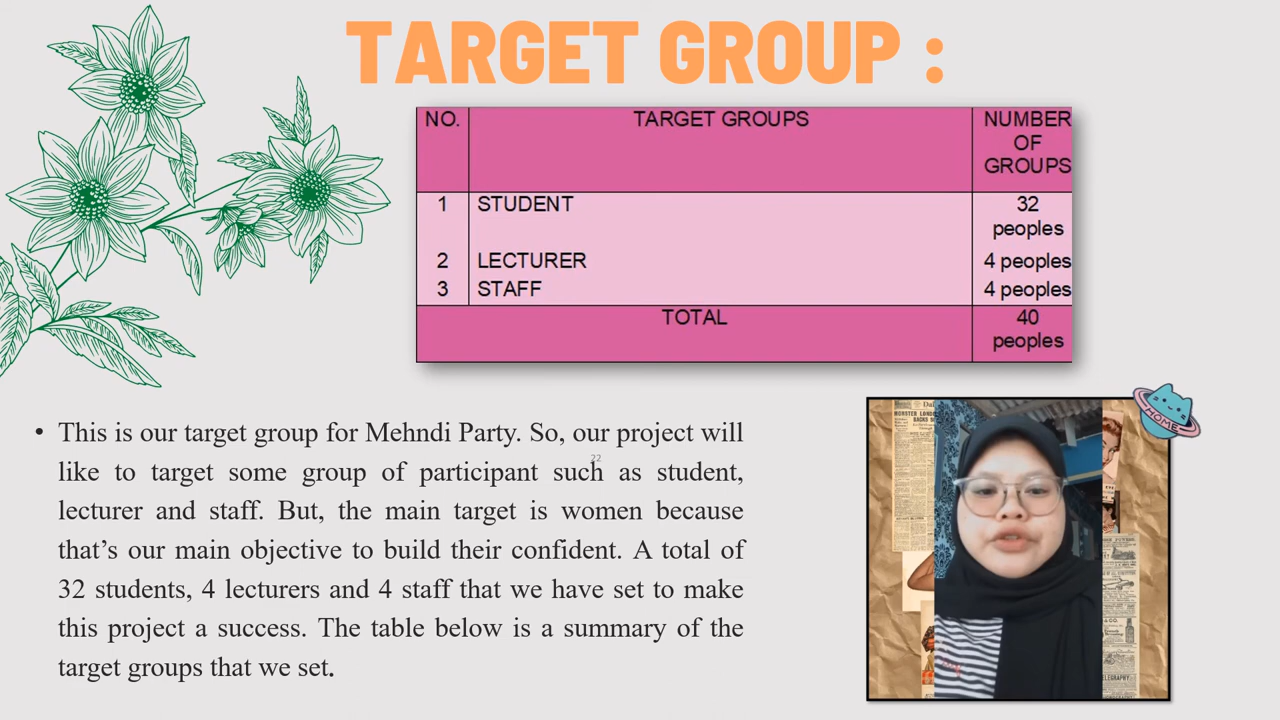 TARGET GROUP :
NO. TARGET GROUPS NUMBER OF GROUPS
1 STUDENT 32 peoples
2 LECTURER 4 peoples
3 STAFF 4 peoples
TOTAL 40 peoples
• This is our target group for Mehndi Party. So, our project will
like to target some group of participant such as student,
lecturer and staff. But, the main target is women because
that's our main objective to build their confident. A total of
32 students, 4 lecturers and 4 staff that we have set to make
this project a success. The table below is a summary of the
target groups that we set.
22
HOME